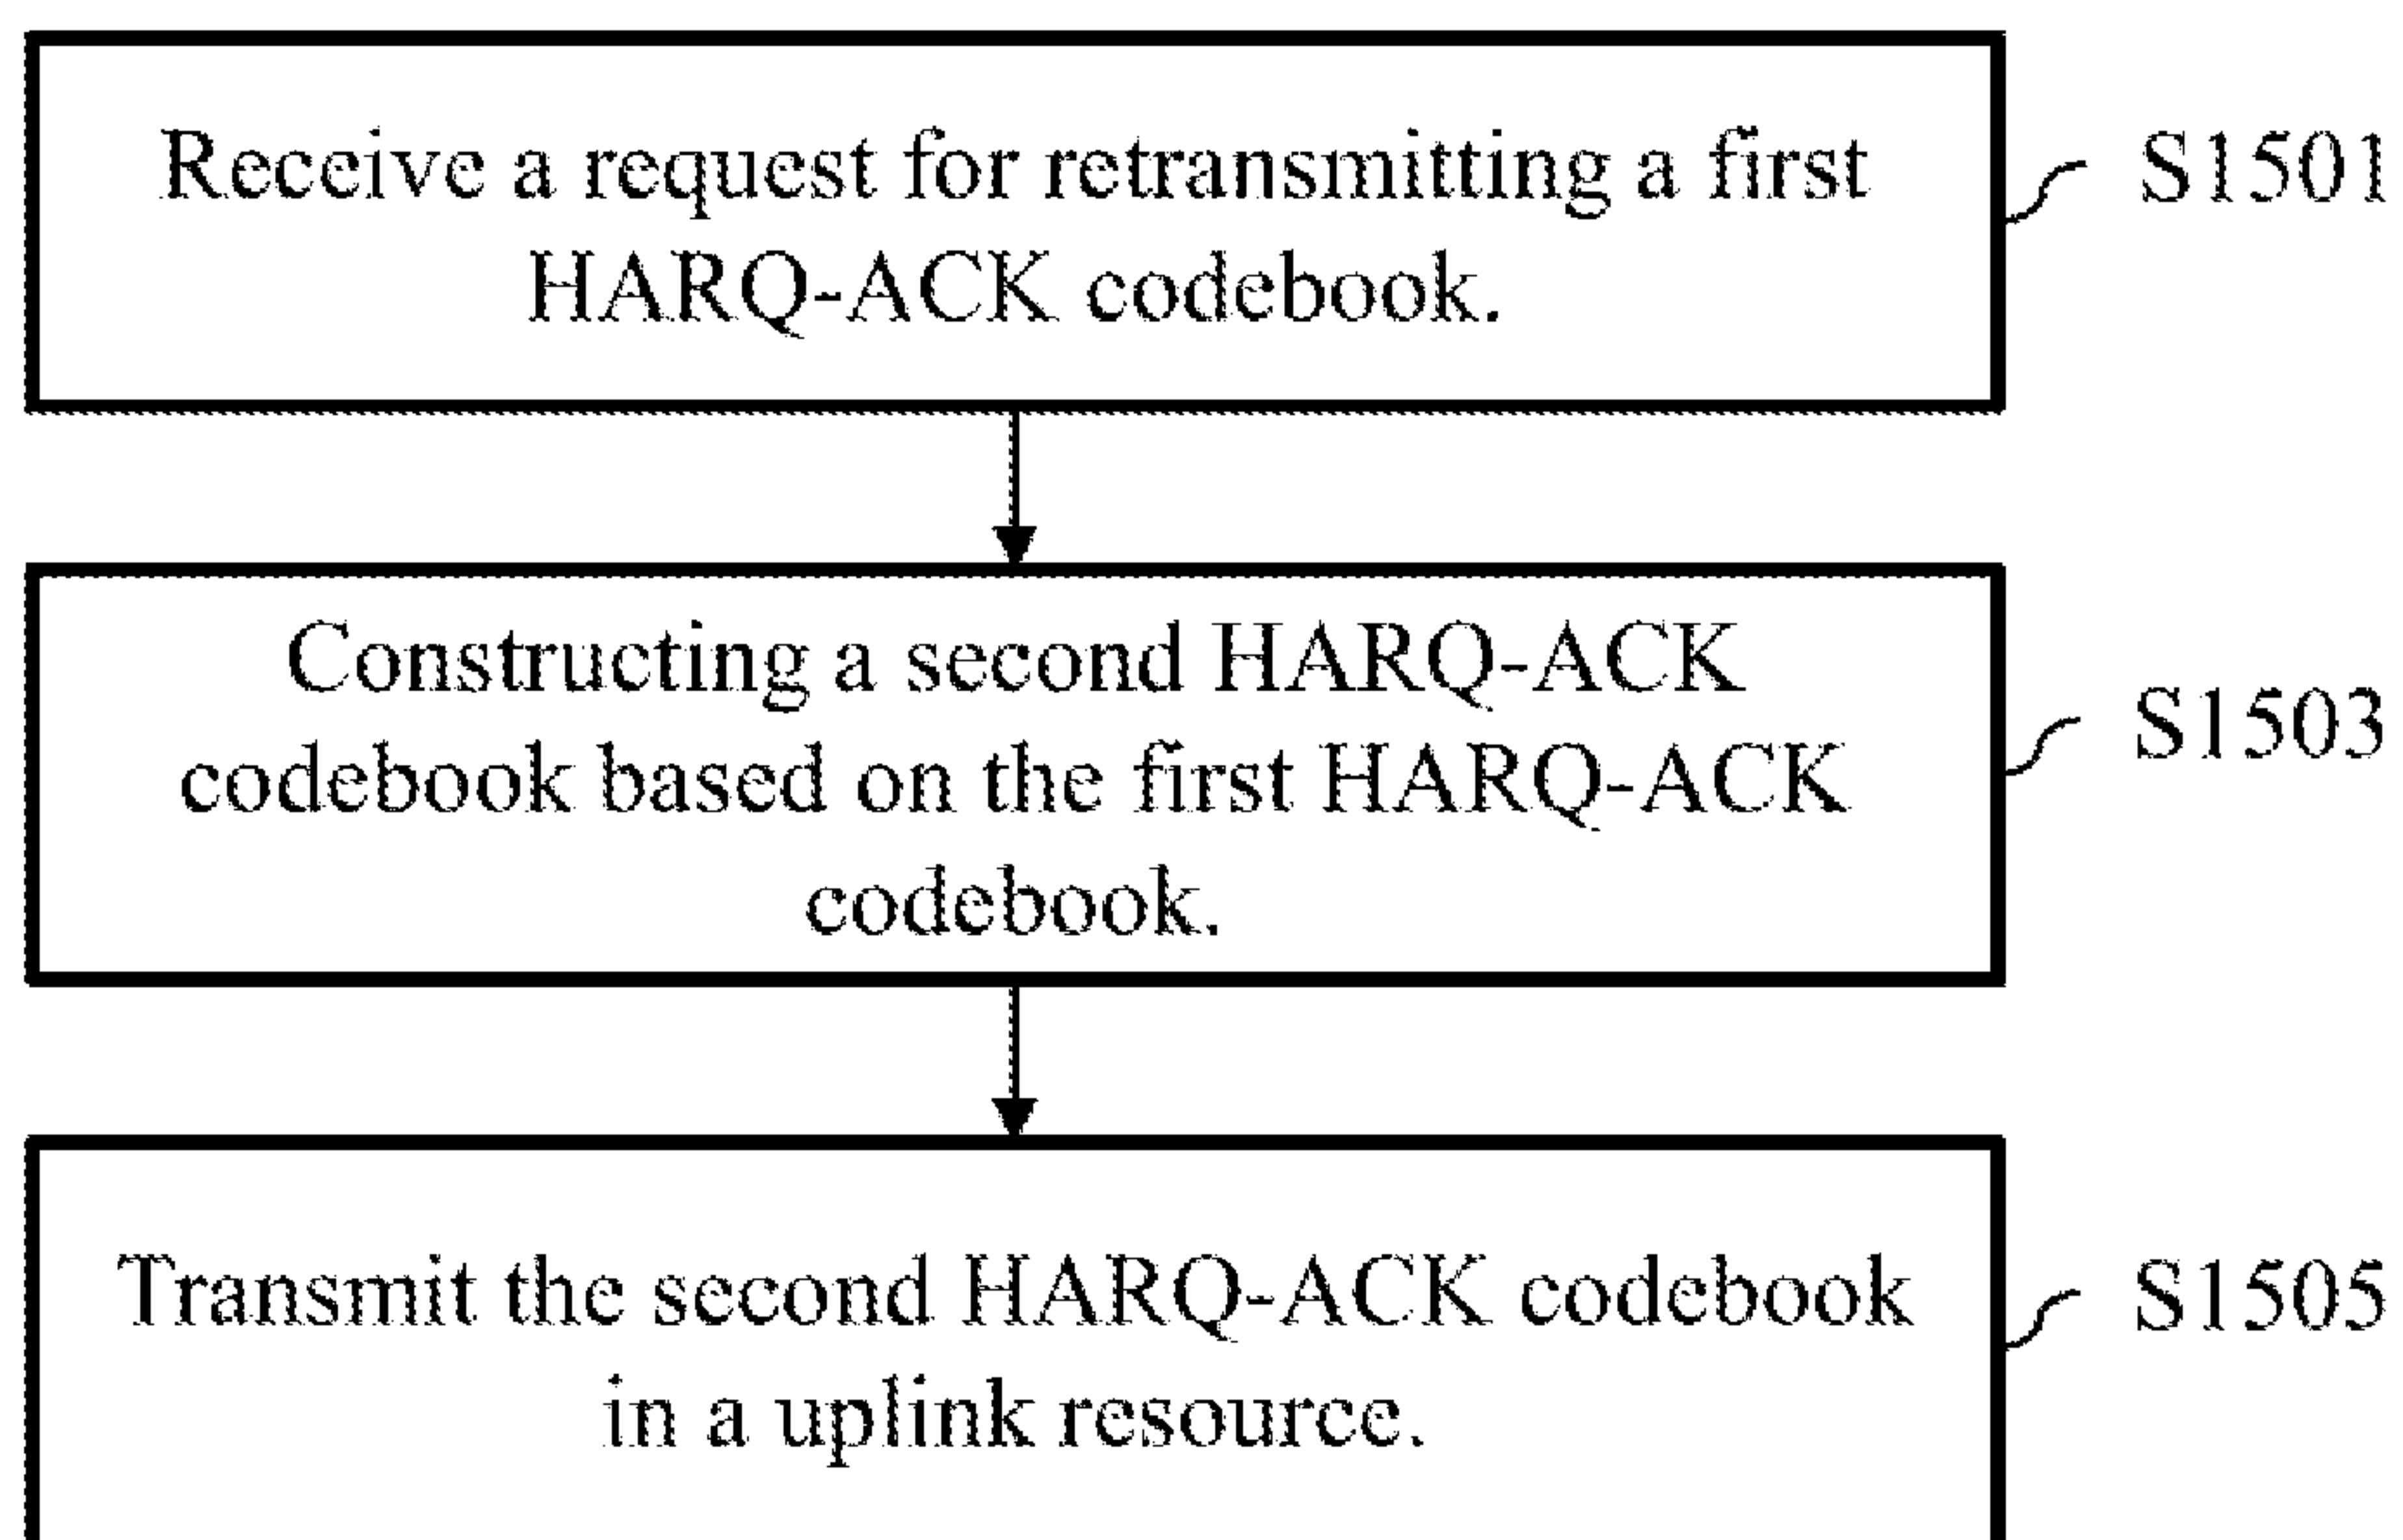 Receive a request for retransmitting a first
HARQ-ACK codebook.
S1501
Constructing a second HARQ-ACK
codebook based on the first HARQ-ACK
codebook.
S1503
Transmit the second HARQ-ACK codebook
in a uplink resource.
S1505